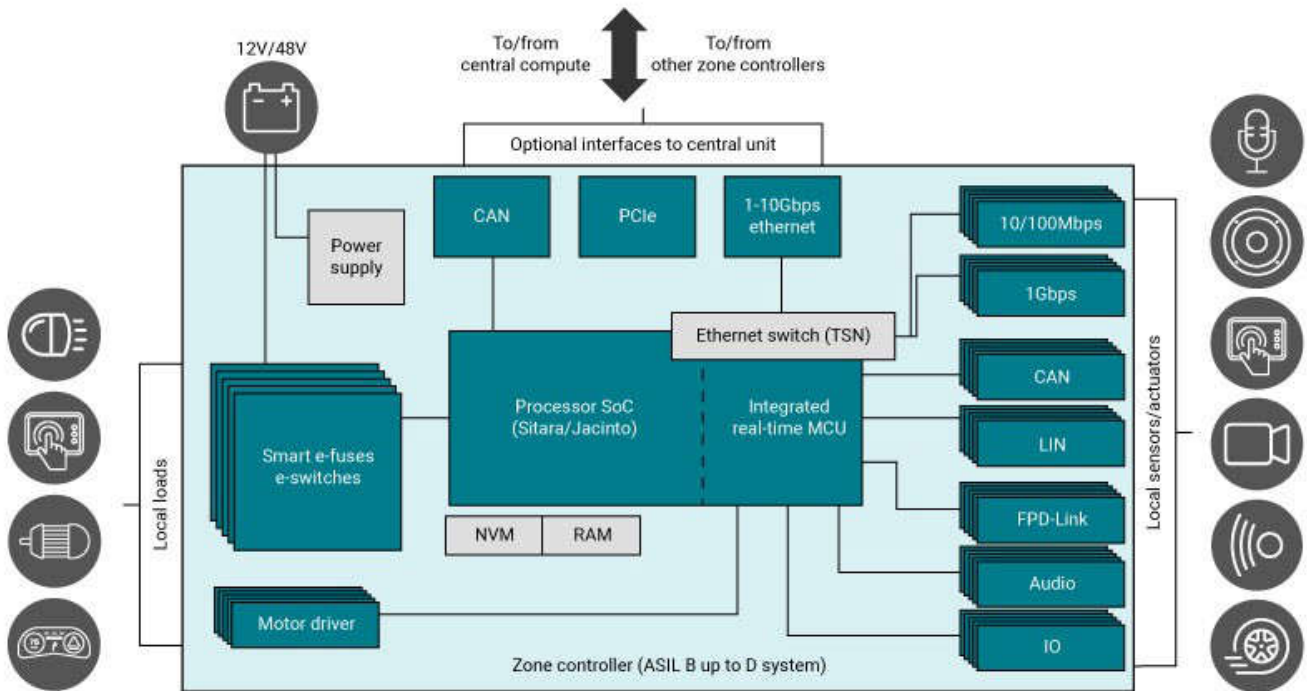 12V/48V
To/from
central compute
To/from
other zone controllers
Optional interfaces to central unit
CAN
PCIe
1-10Gbps
ethernet
Power
supply
10/100Mbps
1Gbps
Ethernet switch (TSN)
Processor SoC
(Sitara/Jacinto)
Integrated
real-time MCU
CAN
LIN
FPD-Link
Audio
IO
Smart e-fuses
e-switches
NVM
RAM
Motor driver
Local loads
Local sensors/actuators
Zone controller (ASIL B up to D system)